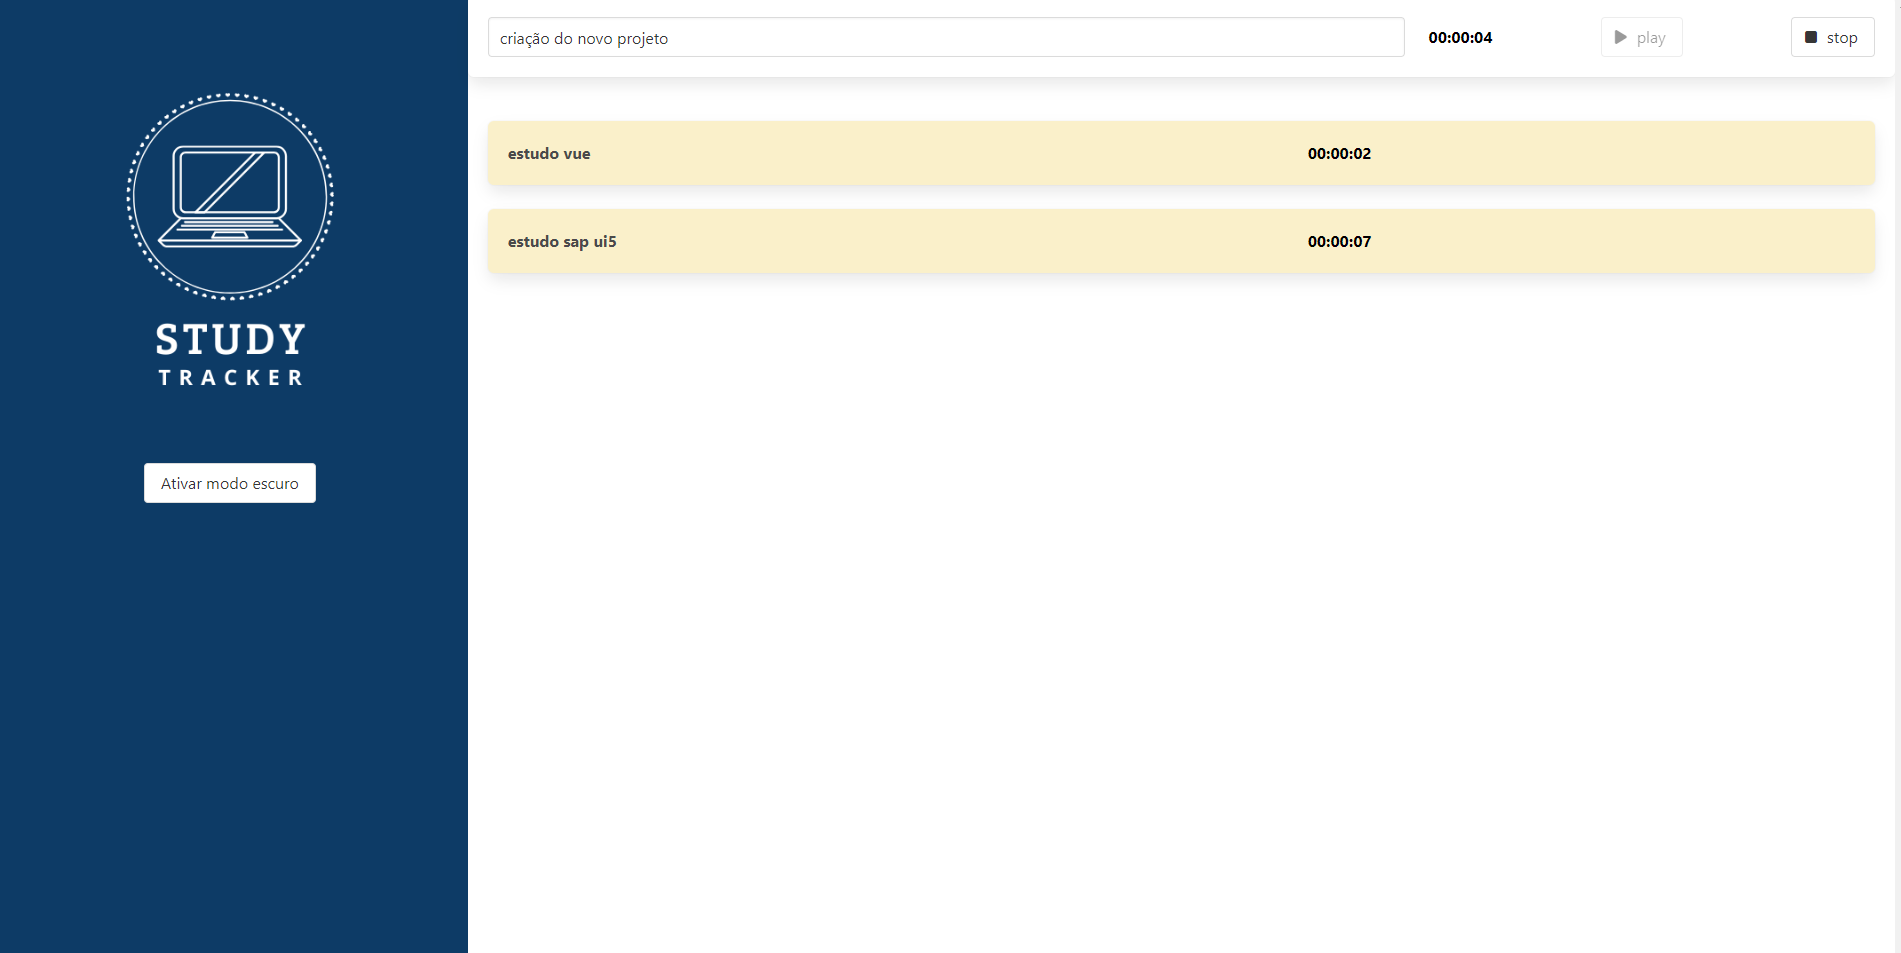 STUDY
TRACKER
Ativar modo escuro
criação do novo projeto 00:00:04 play stop
estudo vue 00:00:02
estudo sap ui5 00:00:07